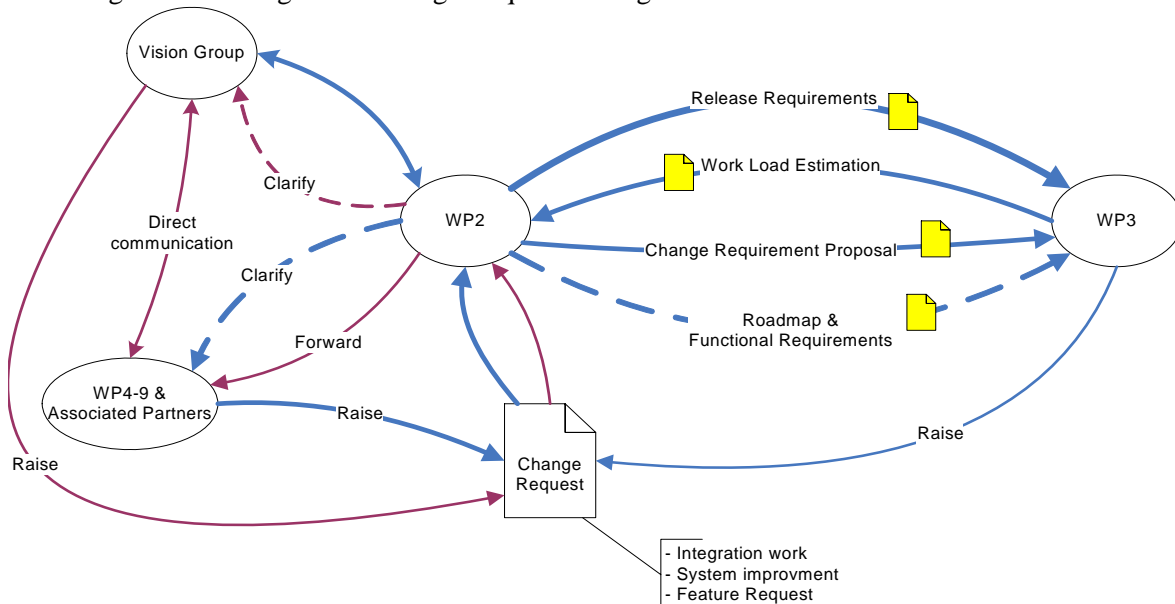 Vision Group
Release Requirements
Work Load Estimation
Clarify
WP2
WP3
Direct
communication
Change Requirement Proposal
Clarify
Roadmap &
Functional Requirements
Forward
WP4-9 &
Associated Partners
Raise
Raise
Raise
Change
Request
- Integration work
- System improvment
- Feature Request